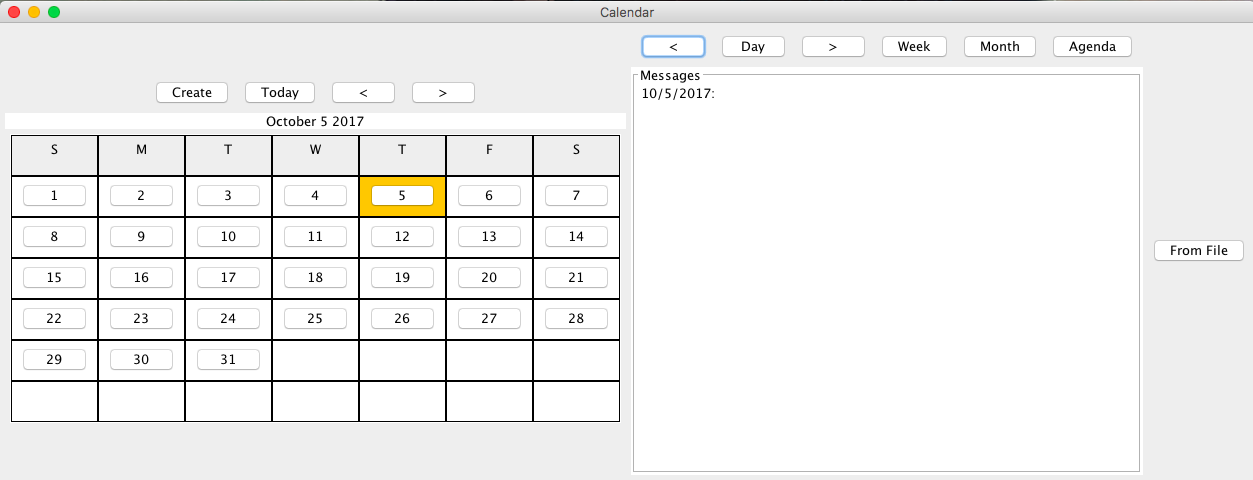 Calendar
< Day > Week Month Agenda
Create Today < >
October 5 2017
S M T W T F S
1 2 3 4 5 6 7
8 9 10 11 12 13 14
15 16 17 18 19 20 21
22 23 24 25 26 27 28
29 30 31
Messages
10/5/2017:
From File